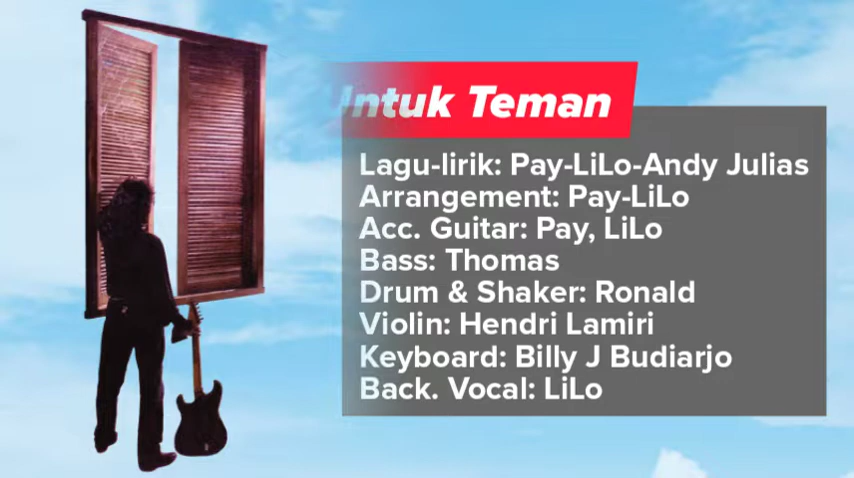 Untuk Teman
Lagu-lirik: Pay-LiLo-Andy Julias
Arrangement: Pay-LiLo
Acc. Guitar: Pay, LiLo
Bass: Thomas
Drum & Shaker: Ronald
Violin: Hendri Lamiri
Keyboard: Billy J Budiarjo
Back. Vocal: LiLo